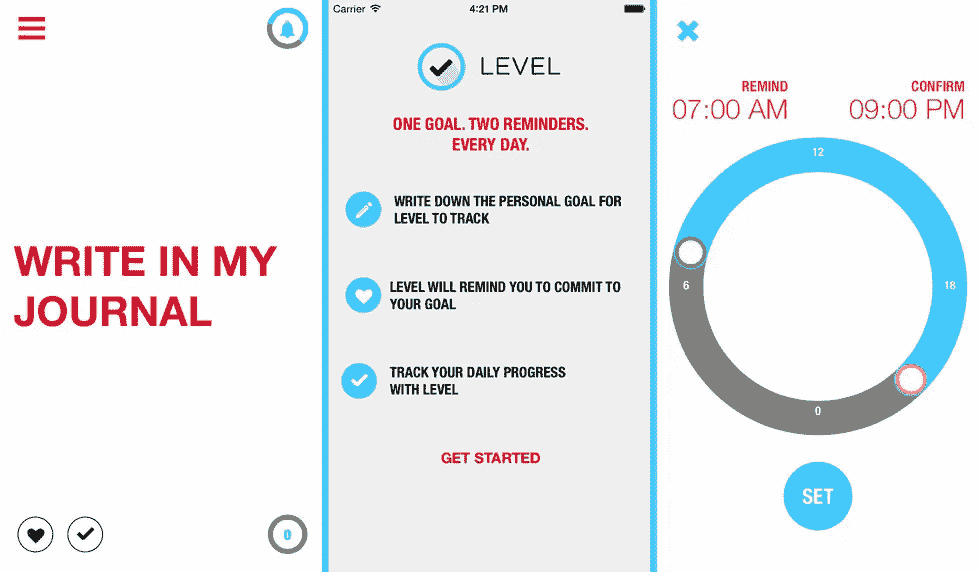 WRITE IN MY
JOURNAL
0
Carrier 4:21 PM
LEVEL
ONE GOAL. TWO REMINDERS.
EVERY DAY.
WRITE DOWN THE PERSONAL GOAL FOR
LEVEL TO TRACK
LEVEL WILL REMIND YOU TO COMMIT TO
YOUR GOAL
TRACK YOUR DAILY PROGRESS
WITH LEVEL
GET STARTED
REMIND CONFIRM
07:00 AM 09:00 PM
12
6 18
0
SET